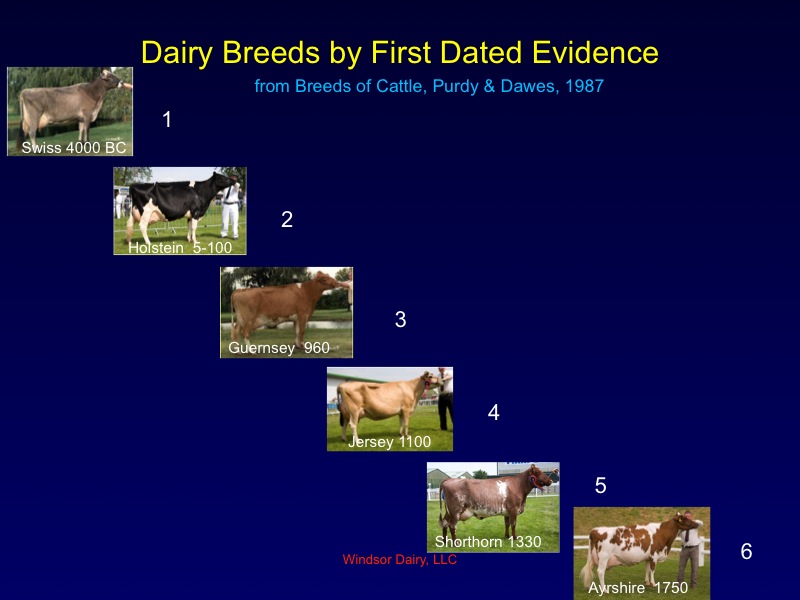 Dairy Breeds by First Dated Evidence
from Breeds of Cattle, Purdy & Dawes, 1987
1
Swiss 4000 BC
2
Holstein  5-100
3
Guernsey  960
4
Jersey 1100
5
Shorthorn 1330
6
Windsor Dairy, LLC
Ayrshire  1750